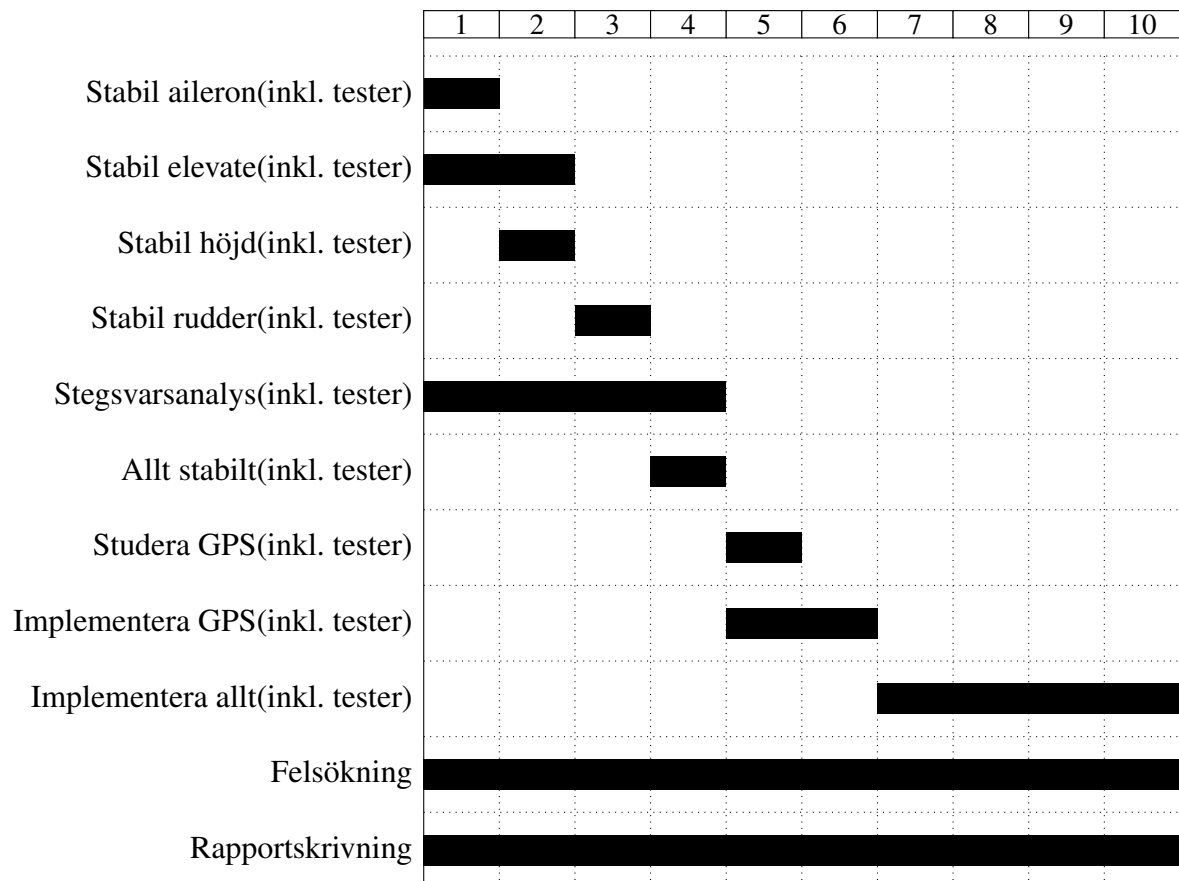 1 2 3 4 5 6 7 8 9 10
Stabil aileron(inkl. tester)
Stabil elevate(inkl. tester)
Stabil höjd(inkl. tester)
Stabil rudder(inkl. tester)
Stegsvarsanalys(inkl. tester)
Allt stabilt(inkl. tester)
Studera GPS(inkl. tester)
Implementera GPS(inkl. tester)
Implementera allt(inkl. tester)
Felsökning
Rapportskrivning